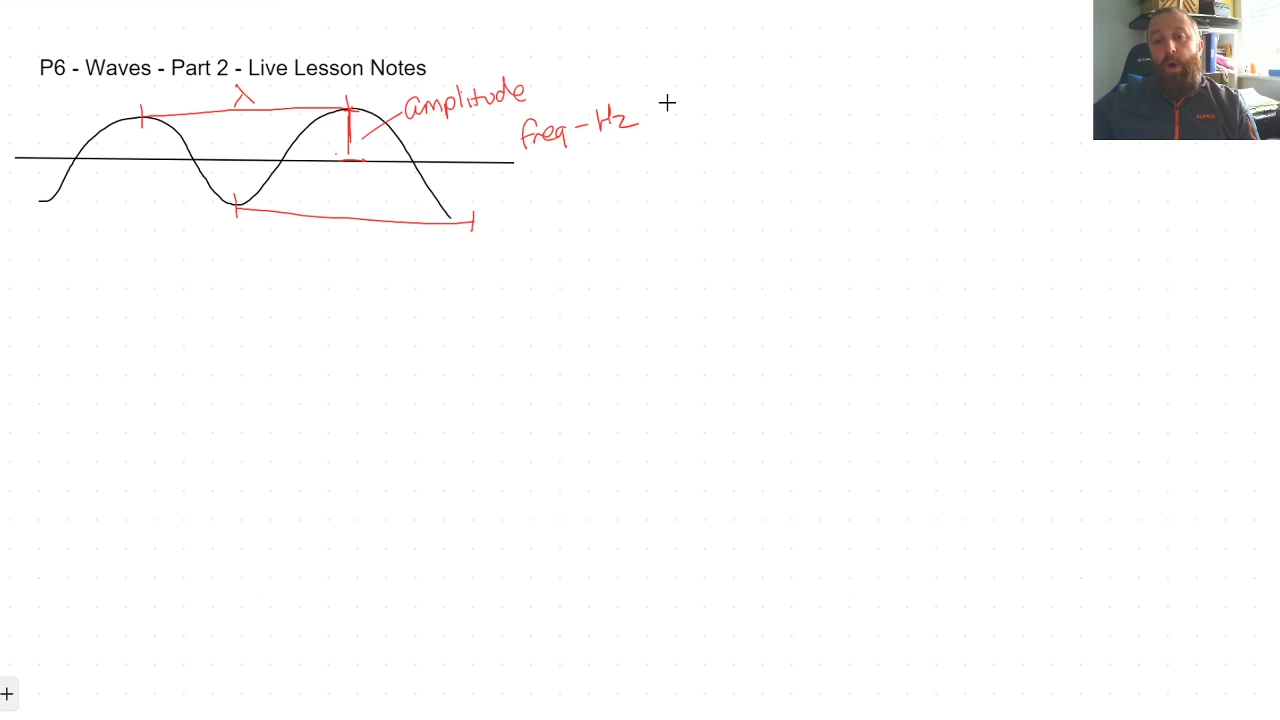 P6 - Waves - Part 2 - Live Lesson Notes
λ
amplitude
freq - Hz